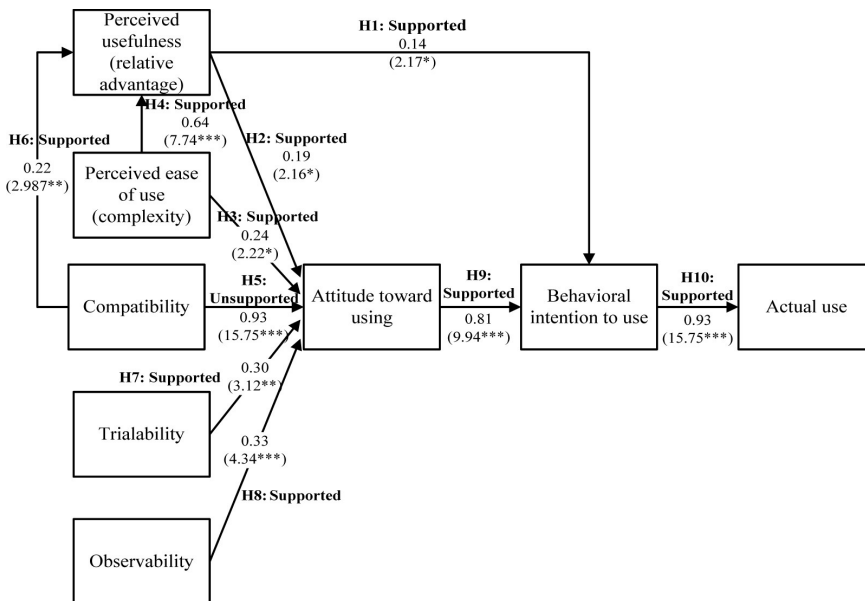 Perceived
usefulness
(relative
advantage)
H1: Supported
0.14
(2.17*)
H4: Supported
0.64
(7.74***)
H6: Supported
0.22
(2.987**)
H2: Supported
0.19
(2.16*)
Perceived ease
of use
(complexity)
H3: Supported
0.24
(2.22*)
Compatibility
H5:
Unsupported
0.93
(15.75***)
Attitude toward
using
H9:
Supported
0.81
(9.94***)
Behavioral
intention to use
H10:
Supported
0.93
(15.75***)
Actual use
H7: Supported
0.30
(3.12**)
Trialability
0.33
(4.34***)
H8: Supported
Observability